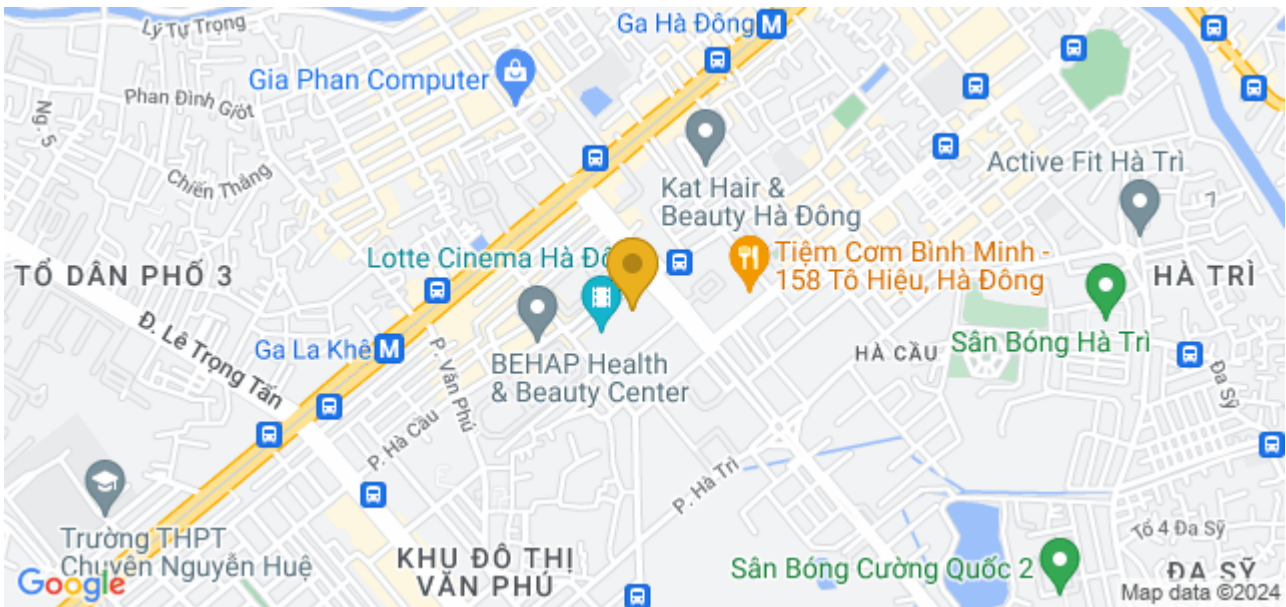 Lý Tự Trọng
Ga Hà Đông M
Gia Phan Computer
Phan Đình Giót
Ng. 5
Chiến Thắng
Active Fit Hà Trì
Kat Hair &
Beauty Hà Đông
Lotte Cinema Hà Đô
Tiệm Cơm Bình Minh -
158 Tô Hiệu, Hà Đông
TỔ DÂN PHỐ 3
HÀ TRÌ
Đ. Lê Trọng Tấn
Ga La Khê M
P. Văn Phú
BEHAP Health
& Beauty Center
HÀ CẦU
Sân Bóng Hà Trì
Đa Sỹ
P. Hà Cầu
P. Hà Trì
Trường THPT
Chuyên Nguyễn Huệ
KHU ĐÔ THỊ
VĂN PHÚ
Tổ 4 Đa Sỹ
Sân Bóng Cường Quốc 2
ĐA SỸ
Google
Map data ©2024